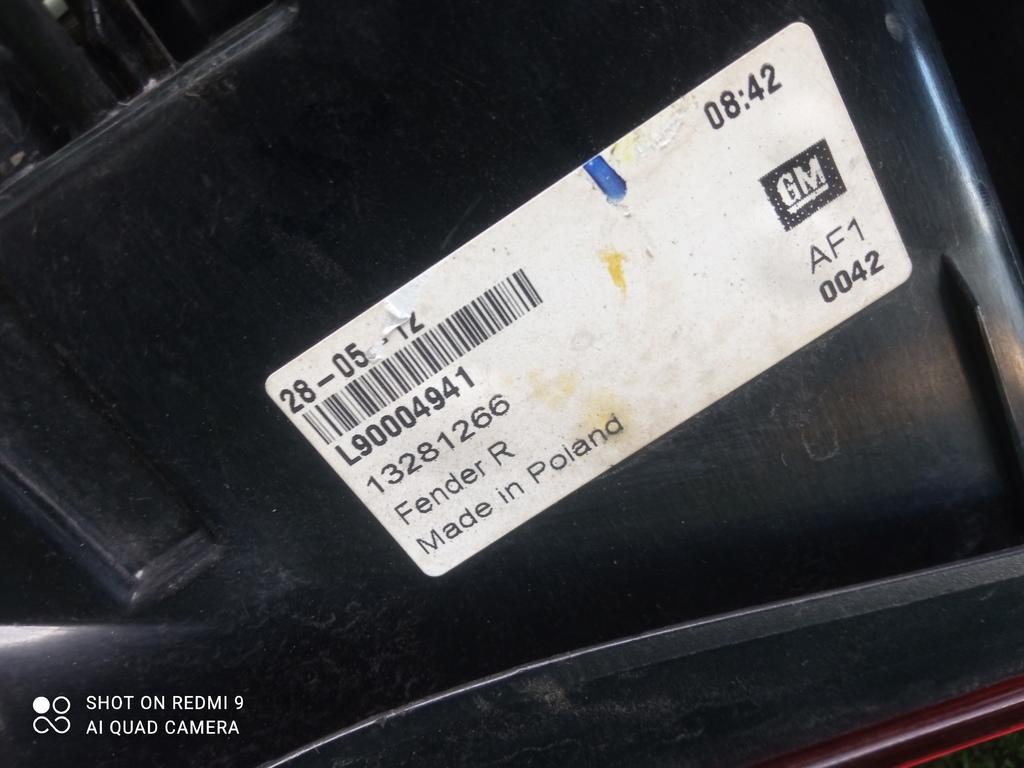 08:42
GM
AF1
0042
28-05-12
L90004941
13281266
Fender R
Made in Poland
SHOT ON REDMI 9
AI QUAD CAMERA